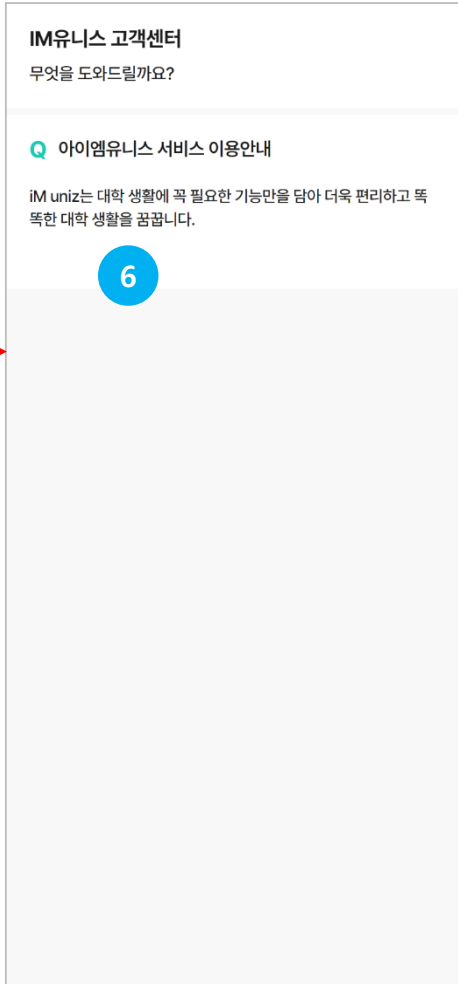 IM유니스 고객센터
무엇을 도와드릴까요?
Q 아이엠유니스 서비스 이용안내
iM uniz는 대학 생활에 꼭 필요한 기능만을 담아 더욱 편리하고 똑
똑한 대학 생활을 꿈꿉니다.
6